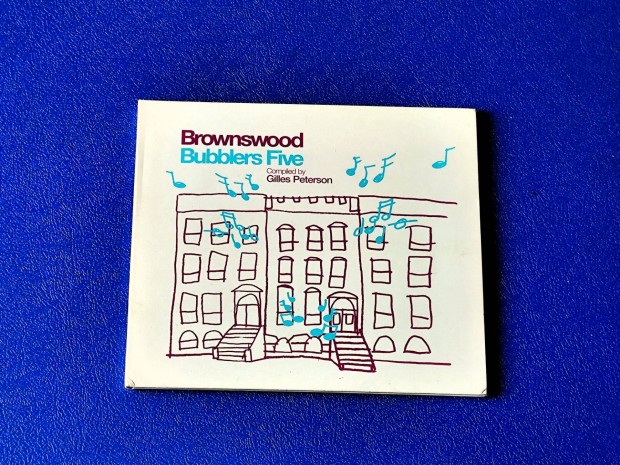 Brownswood
Bubblers Five
Compiled by
Gilles Peterson